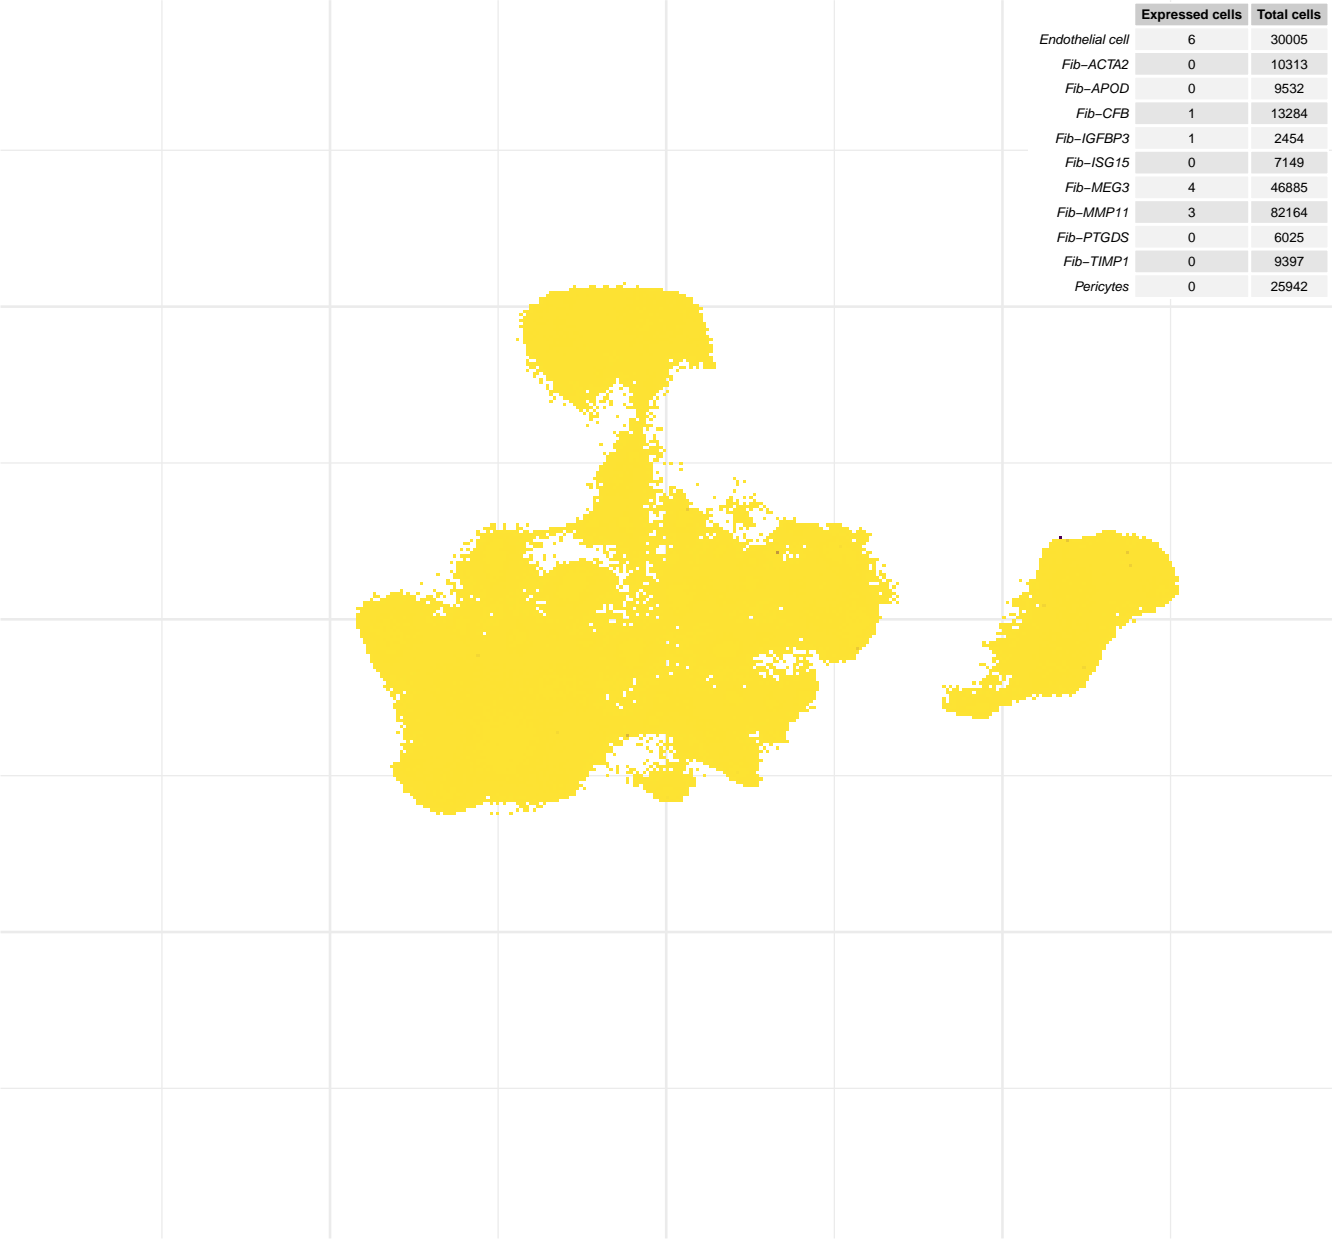 Expressed cells Total cells
Endothelial cell 6 30005
Fib−ACTA2 0 10313
Fib−APOD 0 9532
Fib−CFB 1 13284
Fib−IGFBP3 1 2454
Fib−ISG15 0 7149
Fib−MEG3 4 46885
Fib−MMP11 3 82164
Fib−PTGDS 0 6025
Fib−TIMP1 0 9397
Pericytes 0 25942